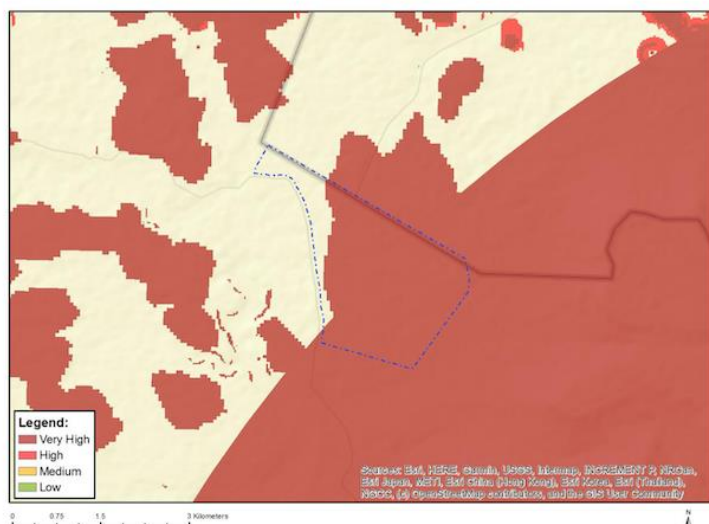 Legend:
Very High
High
Medium
Low
Sources: Esri, HERE, Garmin, USGS, Intermap, INCREMENT P, NRCan,
Esri Japan, METI, Esri China (Hong Kong), Esri Korea, Esri (Thailand),
NGCC, (c) OpenStreetMap contributors, and the GIS User Community
0 0.75 1.5 3 Kilometers
N